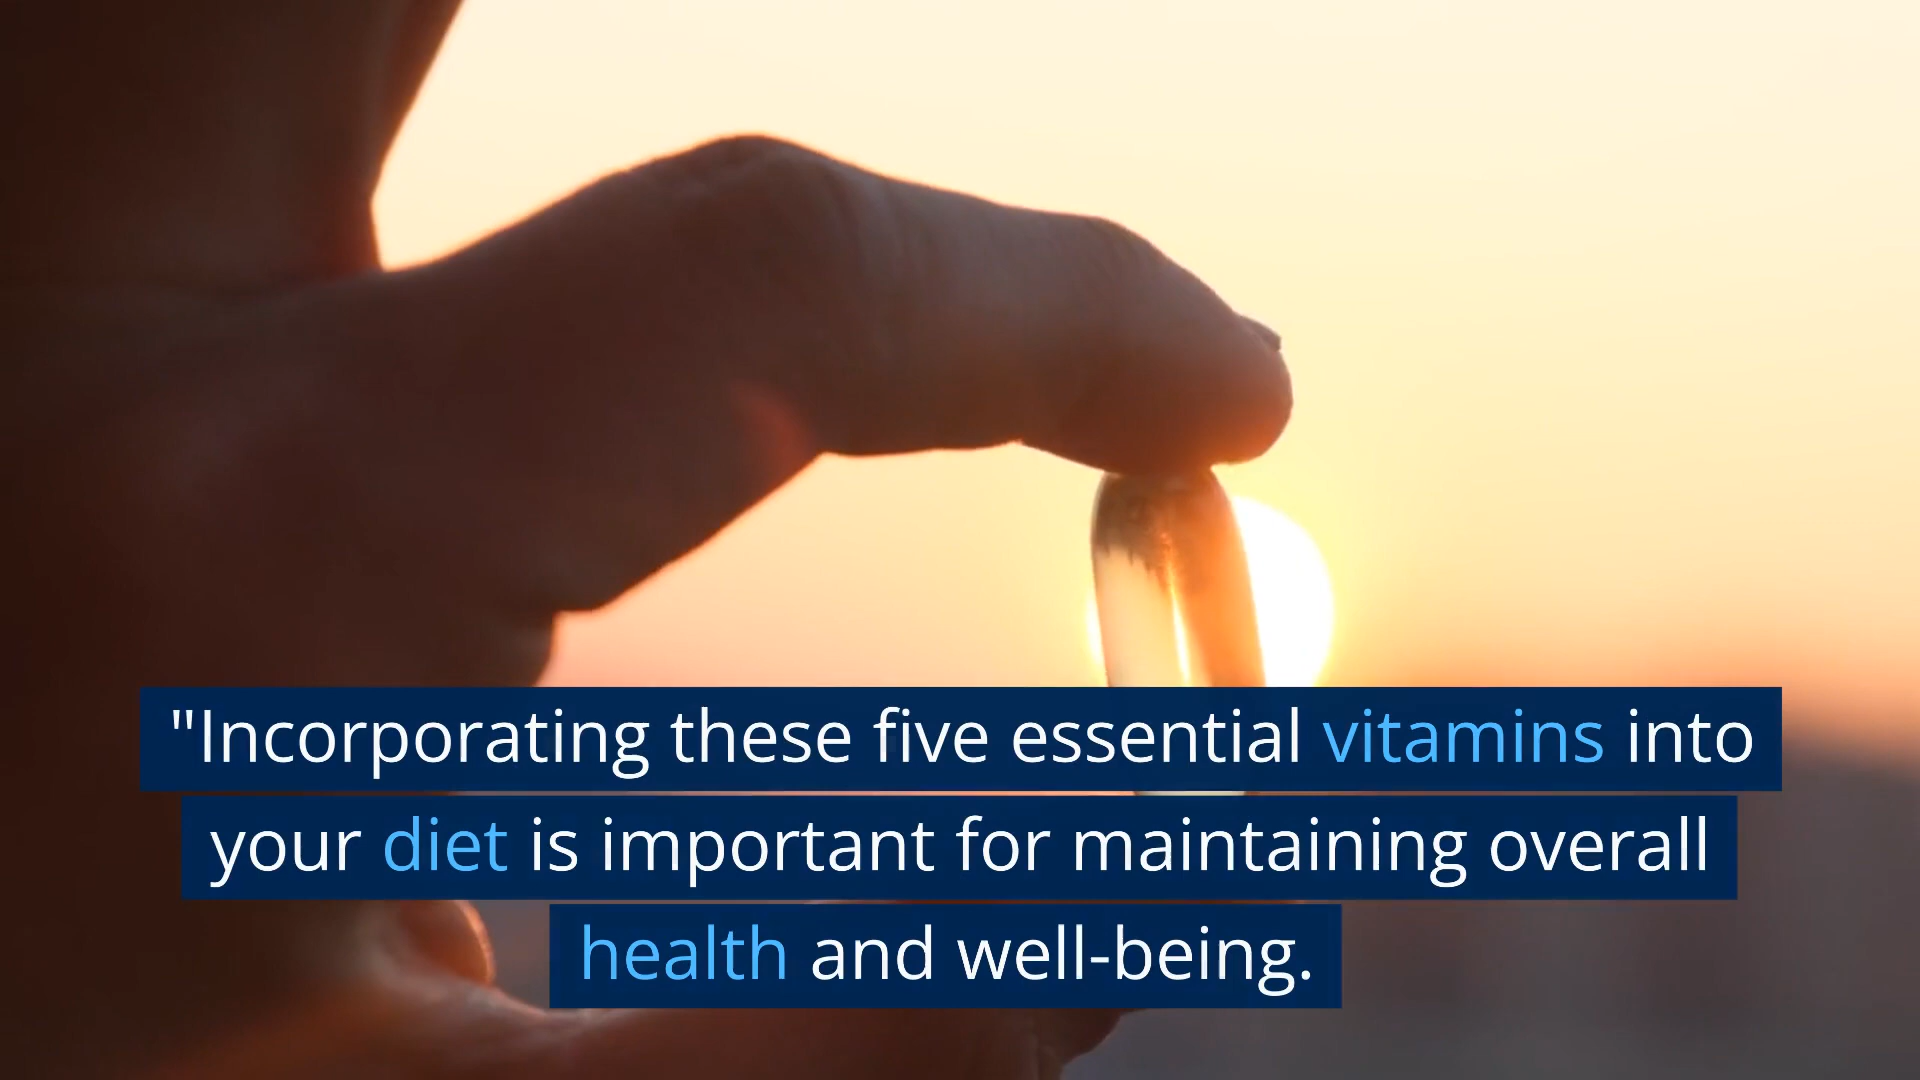 "Incorporating these five essential vitamins into
your diet is important for maintaining overall
health and well-being.